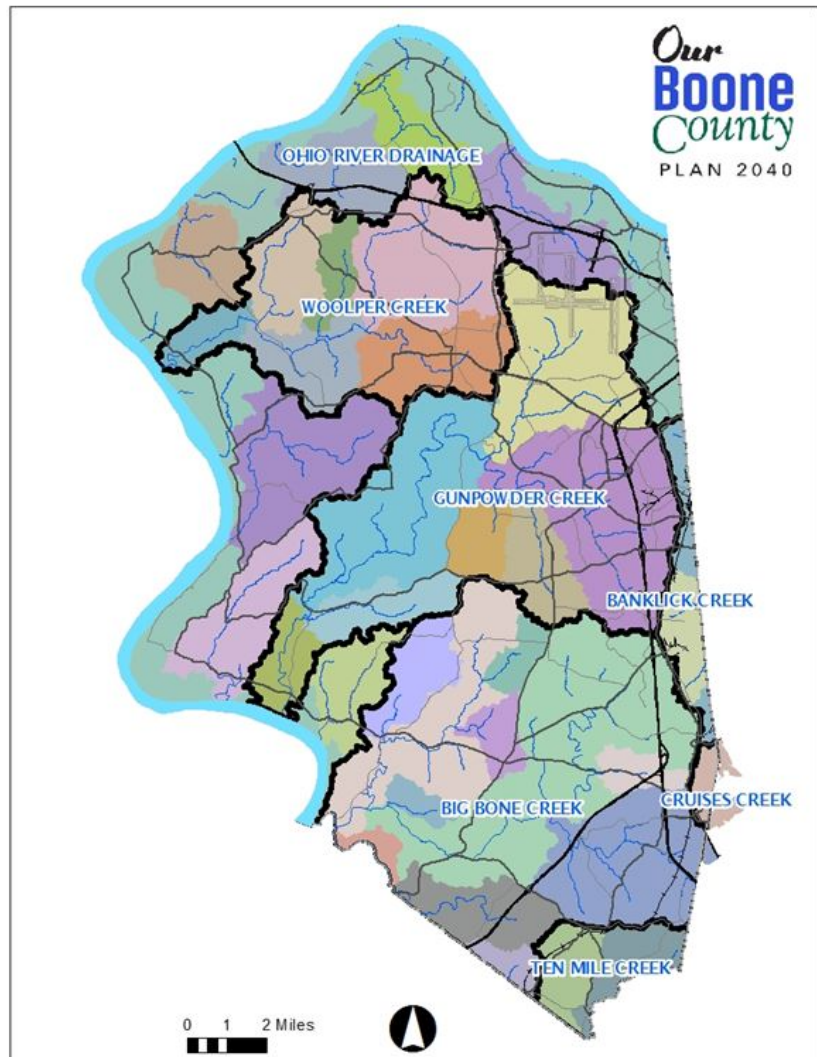 Our
Boone
County
PLAN 2040
OHIO RIVER DRAINAGE
WOOLPER CREEK
GUNPOWDER CREEK
BANKLICK CREEK
BIG BONE CREEK
CRUISES CREEK
TEN MILE CREEK
0 1 2 Miles